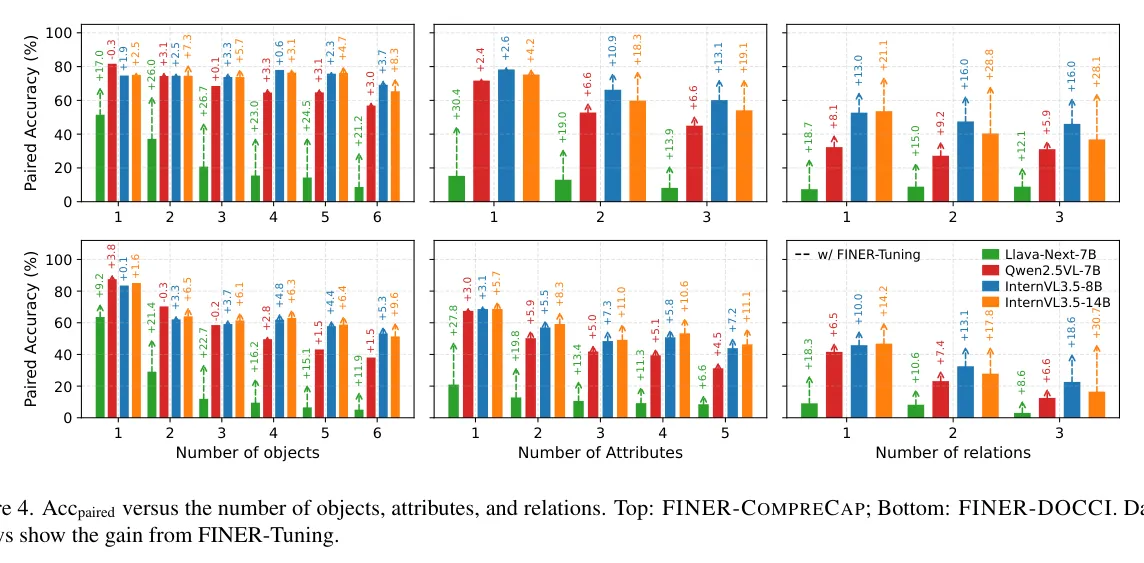 +17.0 -0.3 +1.9 +2.5 +26.0 +3.1 +2.5 +7.3 +26.7 +0.1 +3.3 +5.7 +23.0 +3.3 +0.6 +3.1 +24.5 +3.1 +2.3 +4.7 +21.2 +3.0 +3.7 +8.3
Paired Accuracy (%)
100
80
60
40
20
0
1 2 3 4 5 6
+30.4 +2.4 +2.6 +4.2 +19.0 +6.6 +10.9 +18.3 +13.9 +6.6 +13.1 +19.1
1 2 3
+18.7 +8.1 +13.0 +21.1 +15.0 +9.2 +16.0 +28.8 +12.1 +5.9 +16.0 +28.1
1 2 3
+9.2 +3.8 +0.1 +1.6 +21.4 -0.3 +3.3 +6.5 +22.7 -0.2 +3.7 +6.1 +16.2 +2.8 +4.8 +6.3 +15.1 +1.5 +4.4 +6.4 +11.9 +1.5 +5.3 +9.6
Paired Accuracy (%)
100
80
60
40
20
0
1 2 3 4 5 6
Number of objects
+27.8 +3.0 +3.1 +5.7 +19.8 +5.9 +5.5 +8.3 +13.4 +5.0 +7.3 +11.0 +11.3 +5.1 +5.8 +10.6 +6.6 +4.5 +7.2 +11.1
1 2 3 4 5
Number of Attributes
w/ FINER-Tuning
Llava-Next-7B
Qwen2.5VL-7B
InternVL3.5-8B
InternVL3.5-14B
+18.3 +6.5 +10.0 +14.2 +10.6 +7.4 +13.1 +17.8 +8.6 +6.6 +18.6 +30.7
1 2 3
Number of relations
re 4. Accpaired versus the number of objects, attributes, and relations. Top: FINER-COMPRECAP; Bottom: FINER-DOCCI. Da
ws show the gain from FINER-Tuning.